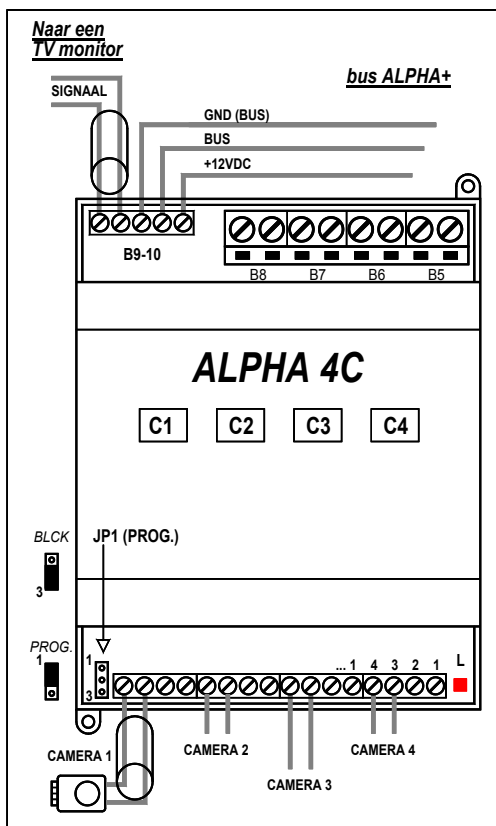 Naar een
TV monitor
bus ALPHA+
SIGNAAL
GND (BUS)
BUS
+12VDC
B9-10
B8 B7 B6 B5
ALPHA 4C
C1 C2 C3 C4
BLCK
3
JP1 (PROG.)
PROG.
1
1
3
... 1 4 3 2 1 L
CAMERA 1
CAMERA 2
CAMERA 3
CAMERA 4